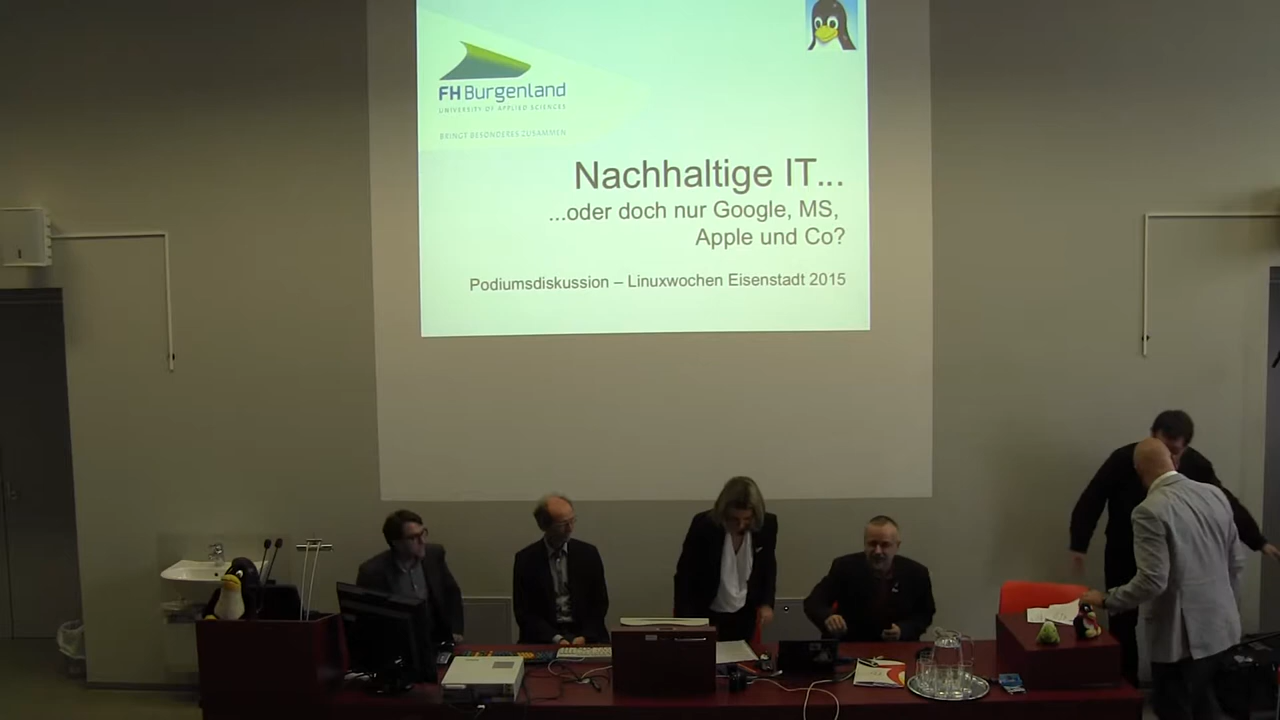 FH Burgenland
UNIVERSITY OF APPLIED SCIENCES
BRINGT BESONDERES ZUSAMMEN
Nachhaltige IT...
...oder doch nur Google, MS,
Apple und Co?
Podiumsdiskussion – Linuxwochen Eisenstadt 2015